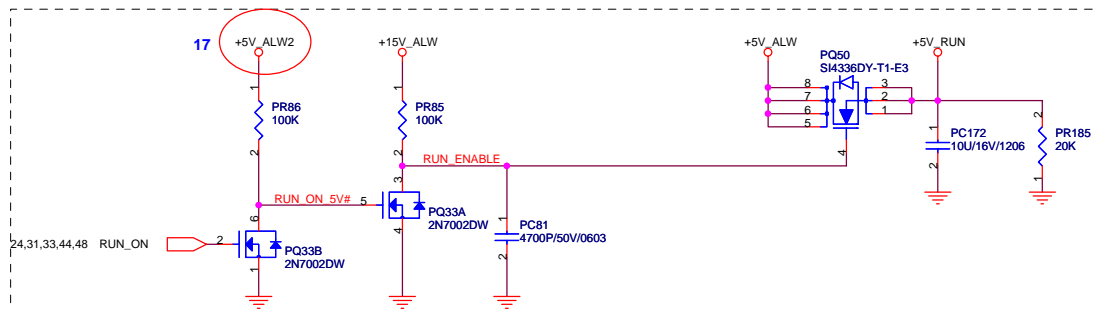 17
+5V_ALW2
+15V_ALW
+5V_ALW
+5V_RUN
PQ50
SI4336DY-T1-E3
8
7
6
5
3
2
1
4
1
PR86
100K
2
1
PR85
100K
2
RUN_ENABLE
1
PC172
10U/16V/1206
2
2
PR185
20K
1
RUN_ON_5V#
5
3
PQ33A
2N7002DW
4
1
PC81
4700P/50V/0603
2
24,31,33,44,48 RUN_ON
2
6
PQ33B
2N7002DW
1